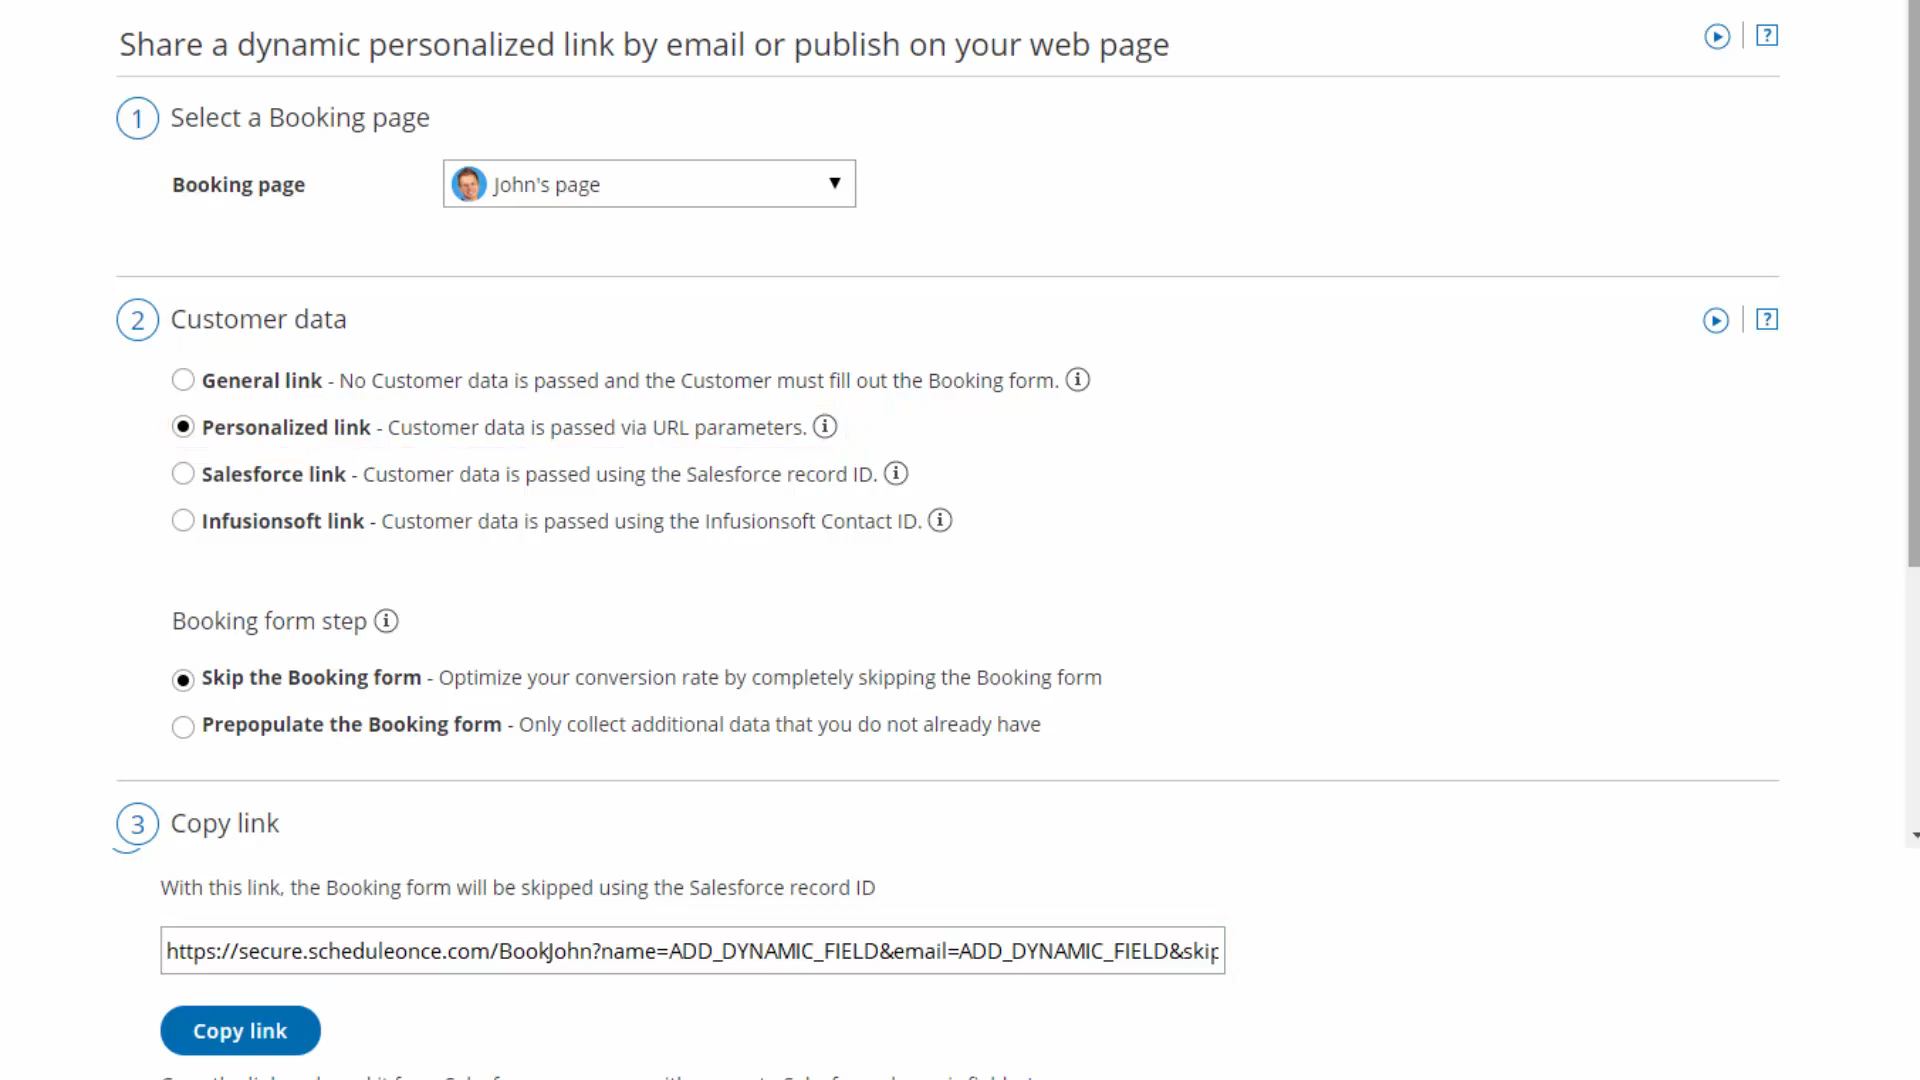 Share a dynamic personalized link by email or publish on your web page
?
1 Select a Booking page
Booking page
John's page
2 Customer data
?
General link - No Customer data is passed and the Customer must fill out the Booking form.
Personalized link - Customer data is passed via URL parameters.
Salesforce link - Customer data is passed using the Salesforce record ID.
Infusionsoft link - Customer data is passed using the Infusionsoft Contact ID.
Booking form step
Skip the Booking form - Optimize your conversion rate by completely skipping the Booking form
Prepopulate the Booking form - Only collect additional data that you do not already have
3 Copy link
With this link, the Booking form will be skipped using the Salesforce record ID
https://secure.scheduleonce.com/BookJohn?name=ADD_DYNAMIC_FIELD&email=ADD_DYNAMIC_FIELD&skip
Copy link